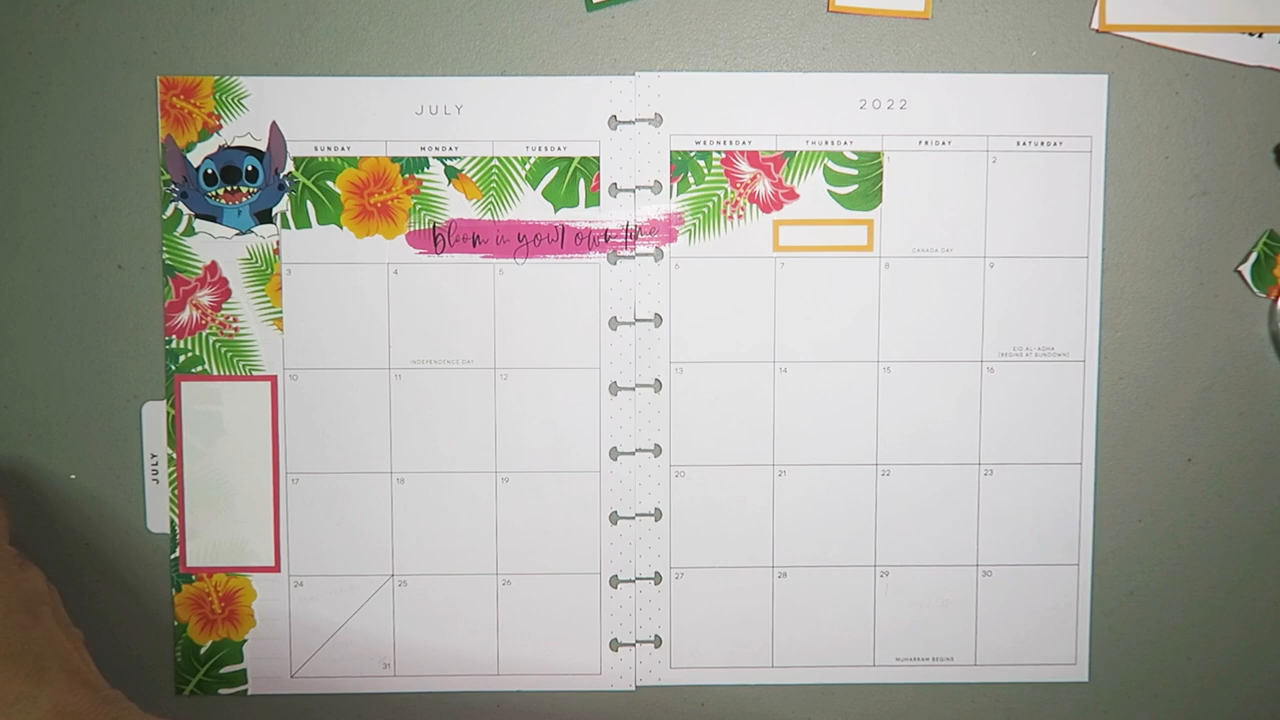 JULY
2022
SUNDAY MONDAY TUESDAY
WEDNESDAY THURSDAY FRIDAY SATURDAY
bloom in your own time
1 2
CANADA DAY
3 4 5
6 7 8 9
INDEPENDENCE DAY
EID AL-ADHA
(BEGINS AT SUNDOWN)
10 11 12
13 14 15 16
17 18 19
20 21 22 23
24 25 26
31
27 28 29 30
MUHARRAM BEGINS
JULY